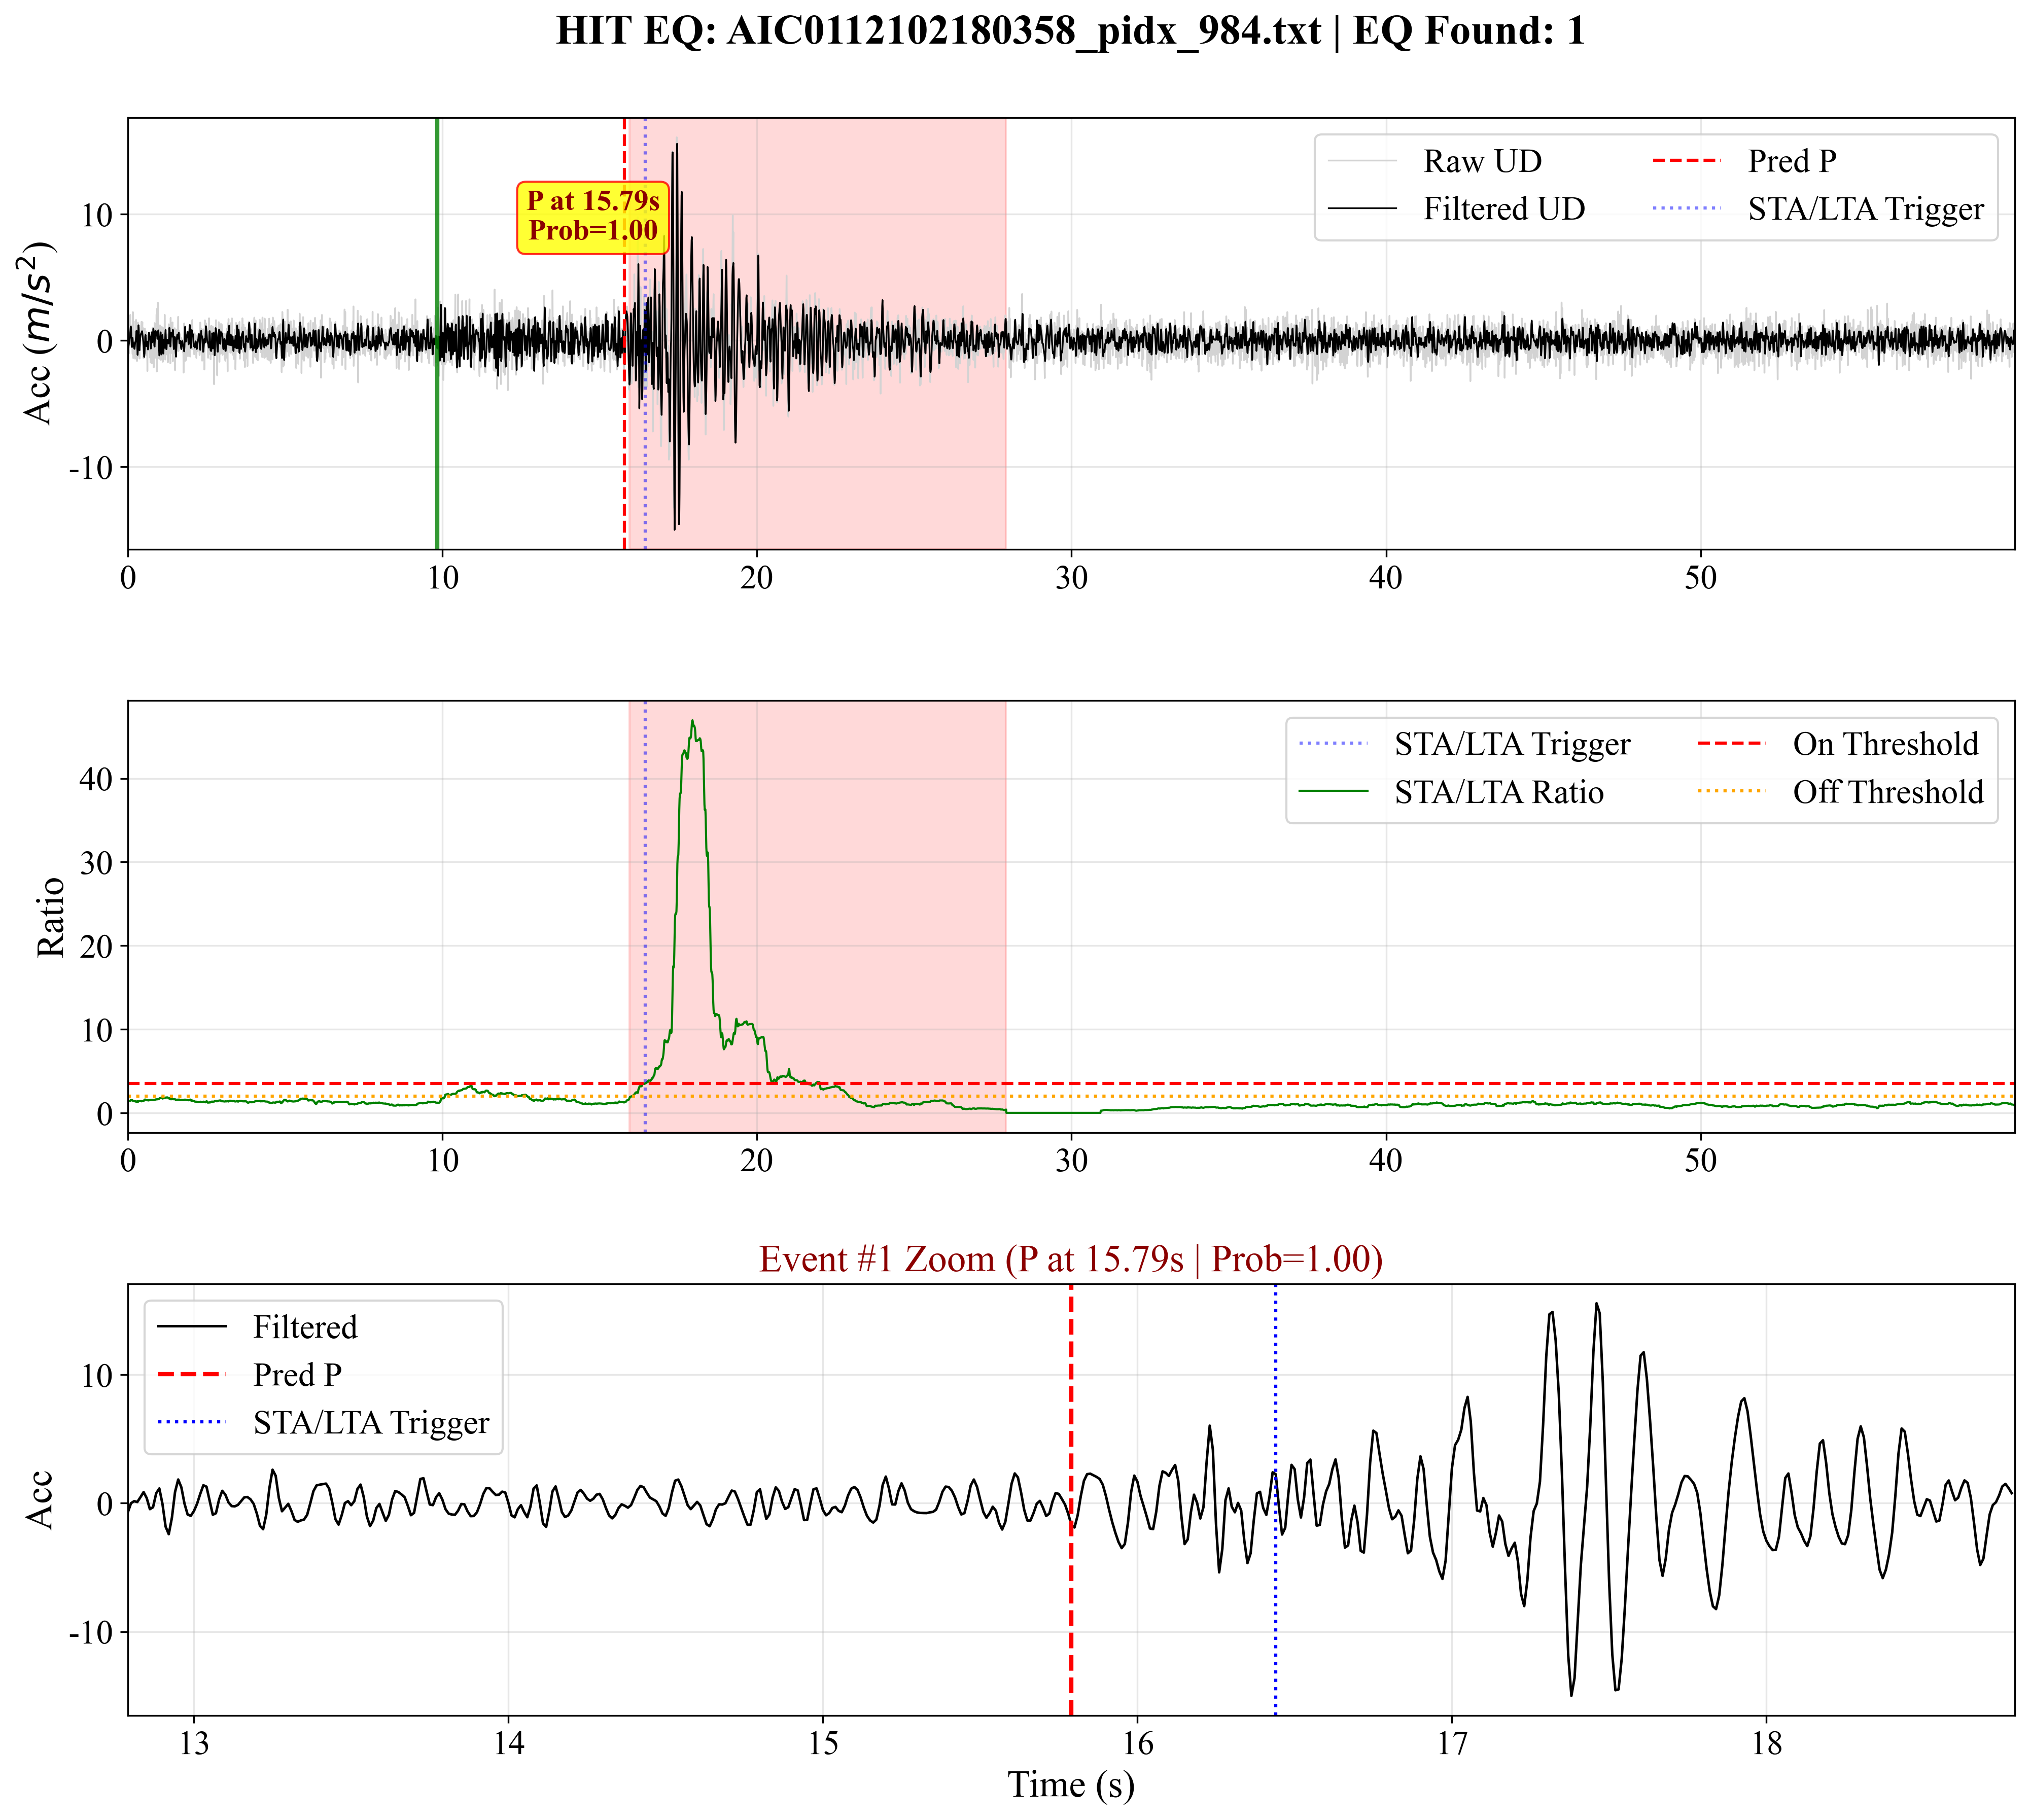 HIT EQ: AIC0112102180358_pidx_984.txt | EQ Found: 1
Acc (m/s²)
10
0
-10
P at 15.79s
Prob=1.00
Raw UD
Filtered UD
Pred P
STA/LTA Trigger
0 10 20 30 40 50
Ratio
40
30
20
10
0
STA/LTA Trigger
STA/LTA Ratio
On Threshold
Off Threshold
0 10 20 30 40 50
Event #1 Zoom (P at 15.79s | Prob=1.00)
Acc
10
0
-10
Filtered
Pred P
STA/LTA Trigger
13 14 15 16 17 18
Time (s)